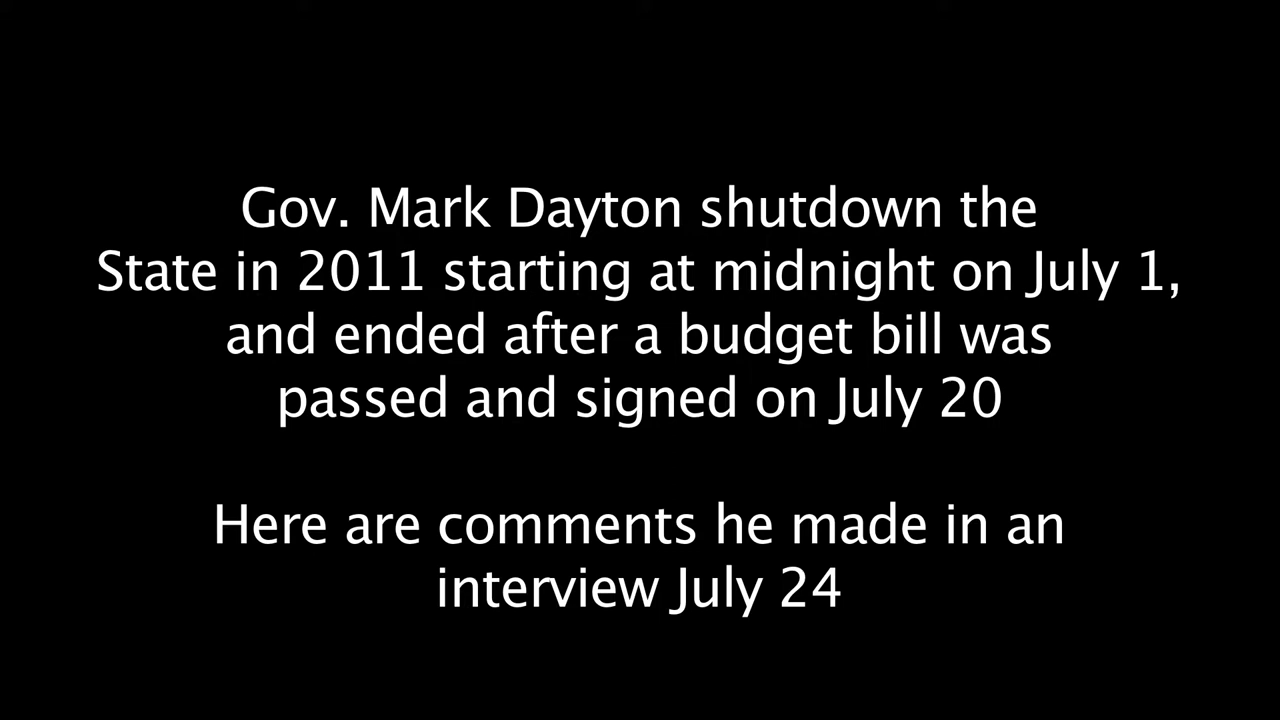 Gov. Mark Dayton shutdown the
State in 2011 starting at midnight on July 1,
and ended after a budget bill was
passed and signed on July 20
Here are comments he made in an
interview July 24